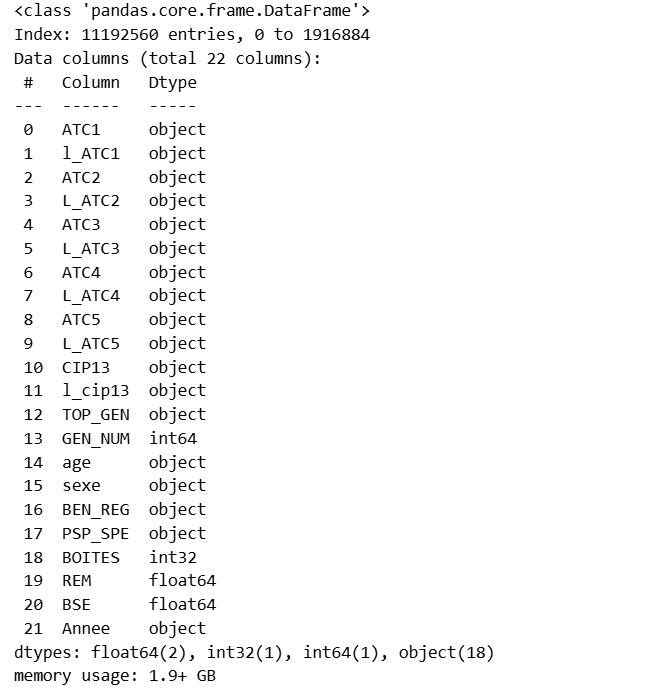 <class 'pandas.core.frame.DataFrame'>
Index: 11192560 entries, 0 to 1916884
Data columns (total 22 columns):
 #   Column   Dtype
---  ------   -----
 0   ATC1     object
 1   l_ATC1   object
 2   ATC2     object
 3   L_ATC2   object
 4   ATC3     object
 5   L_ATC3   object
 6   ATC4     object
 7   L_ATC4   object
 8   ATC5     object
 9   L_ATC5   object
 10  CIP13    object
 11  l_cip13  object
 12  TOP_GEN  object
 13  GEN_NUM  int64
 14  age      object
 15  sexe     object
 16  BEN_REG  object
 17  PSP_SPE  object
 18  BOITES   int32
 19  REM      float64
 20  BSE      float64
 21  Annee    object
dtypes: float64(2), int32(1), int64(1), object(18)
memory usage: 1.9+ GB